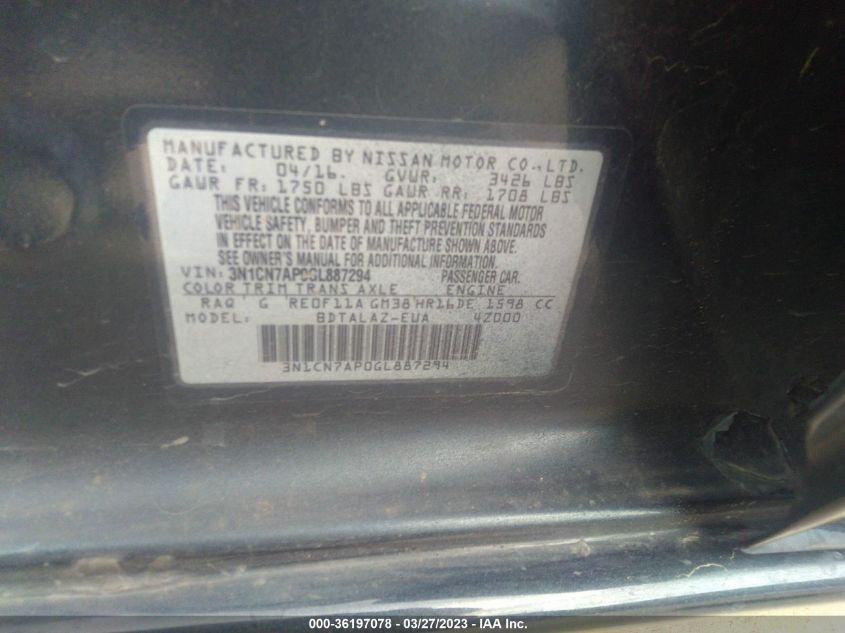 MANUFACTURED BY NISSAN MOTOR CO., LTD.
DATE: 04/16. GVWR: 3426 LBS
GAWR FR: 1750 LBS GAWR RR: 1708 LBS
THIS VEHICLE CONFORMS TO ALL APPLICABLE FEDERAL MOTOR
VEHICLE SAFETY, BUMPER AND THEFT PREVENTION STANDARDS
IN EFFECT ON THE DATE OF MANUFACTURE SHOWN ABOVE.
SEE OWNER'S MANUAL FOR ADDITIONAL INFORMATION
VIN: 3N1CN7AP0GL887294 PASSENGER CAR.
COLOR TRIM TRANS AXLE ENGINE
RAQ G RE0F11A GM38 HR16DE 1598 CC
MODEL: BDTALAZ-EUA 4Z000
3N1CN7AP0GL887294
000-36197078 - 03/27/2023 - IAA Inc.